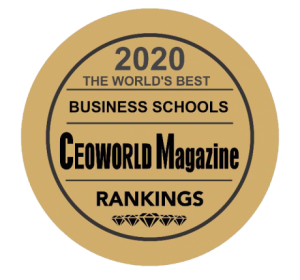 2020
THE WORLD'S BEST
BUSINESS SCHOOLS
CEOWORLD Magazine
RANKINGS